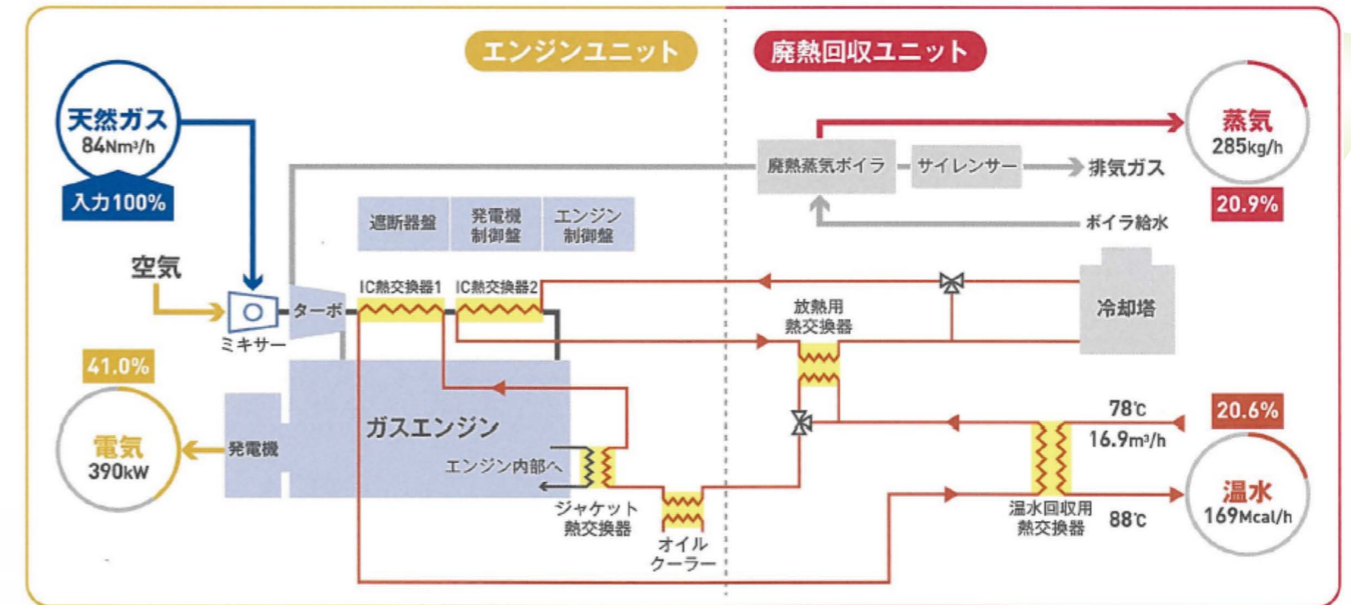 エンジンユニット
廃熱回収ユニット
天然ガス
84Nm³/h
入力100%
空気
ミキサー
ターボ
遮断器盤
発電機
制御盤
エンジン
制御盤
IC熱交換器1
IC熱交換器2
41.0%
電気
390kW
発電機
ガスエンジン
エンジン内部へ
ジャケット
熱交換器
オイル
クーラー
廃熱蒸気ボイラ
サイレンサー
排気ガス
ボイラ給水
蒸気
285kg/h
20.9%
放熱用
熱交換器
冷却塔
78℃
16.9m³/h
88℃
温水回収用
熱交換器
20.6%
温水
169Mcal/h